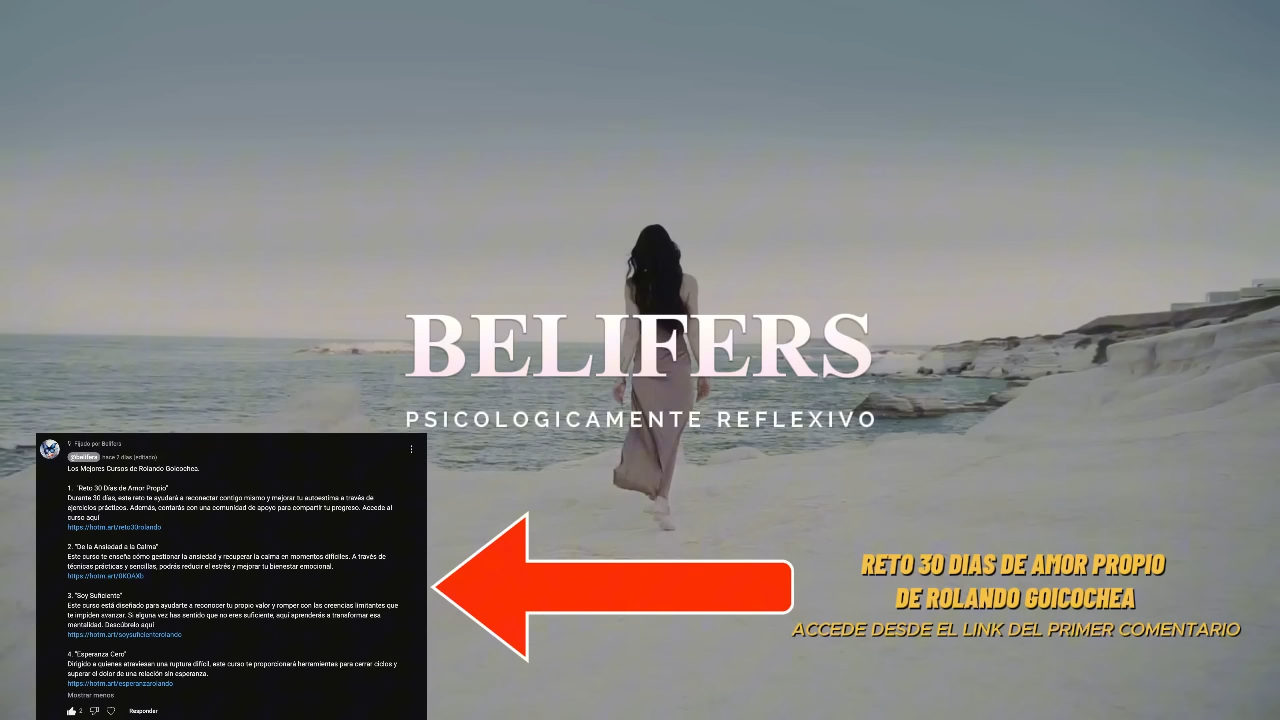 BELIFERS
PSICOLOGICAMENTE REFLEXIVO
Fijado por Belifers
@belifers hace 2 días (editado)
Los Mejores Cursos de Rolando Goicochea.
1. "Reto 30 Días de Amor Propio"
Durante 30 días, este reto te ayudará a reconectar contigo mismo y mejorar tu autoestima a través de
ejercicios prácticos. Además, contarás con una comunidad de apoyo para compartir tu progreso. Accede al
curso aquí
https://hotm.art/reto30rolando
2. "De la Ansiedad a la Calma"
Este curso te enseña cómo gestionar la ansiedad y recuperar la calma en momentos difíciles. A través de
técnicas prácticas y sencillas, podrás reducir el estrés y mejorar tu bienestar emocional.
https://hotm.art/0KOAXb
3. "Soy Suficiente"
Este curso está diseñado para ayudarte a reconocer tu propio valor y romper con las creencias limitantes que
te impiden avanzar. Si alguna vez has sentido que no eres suficiente, aquí aprenderás a transformar esa
mentalidad. Descúbrelo aquí
https://hotm.art/soysuficienterolando
4. "Esperanza Cero"
Dirigido a quienes atraviesan una ruptura difícil, este curso te proporcionará herramientas para cerrar ciclos y
superar el dolor de una relación sin esperanza.
https://hotm.art/esperanzarolando
Mostrar menos
2 Responder
RETO 30 DIAS DE AMOR PROPIO
DE ROLANDO GOICOCHEA
ACCEDE DESDE EL LINK DEL PRIMER COMENTARIO